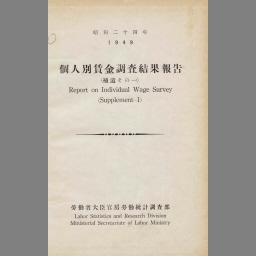 昭和二十四年
1949
個人別賃金調査結果報告
(補遺その一)
Report on Individual Wage Survey
(Supplement-I)
労働省大臣官房労働統計調査部
Labor Statistics and Research Division
Ministerial Secretariate of Labor Ministry